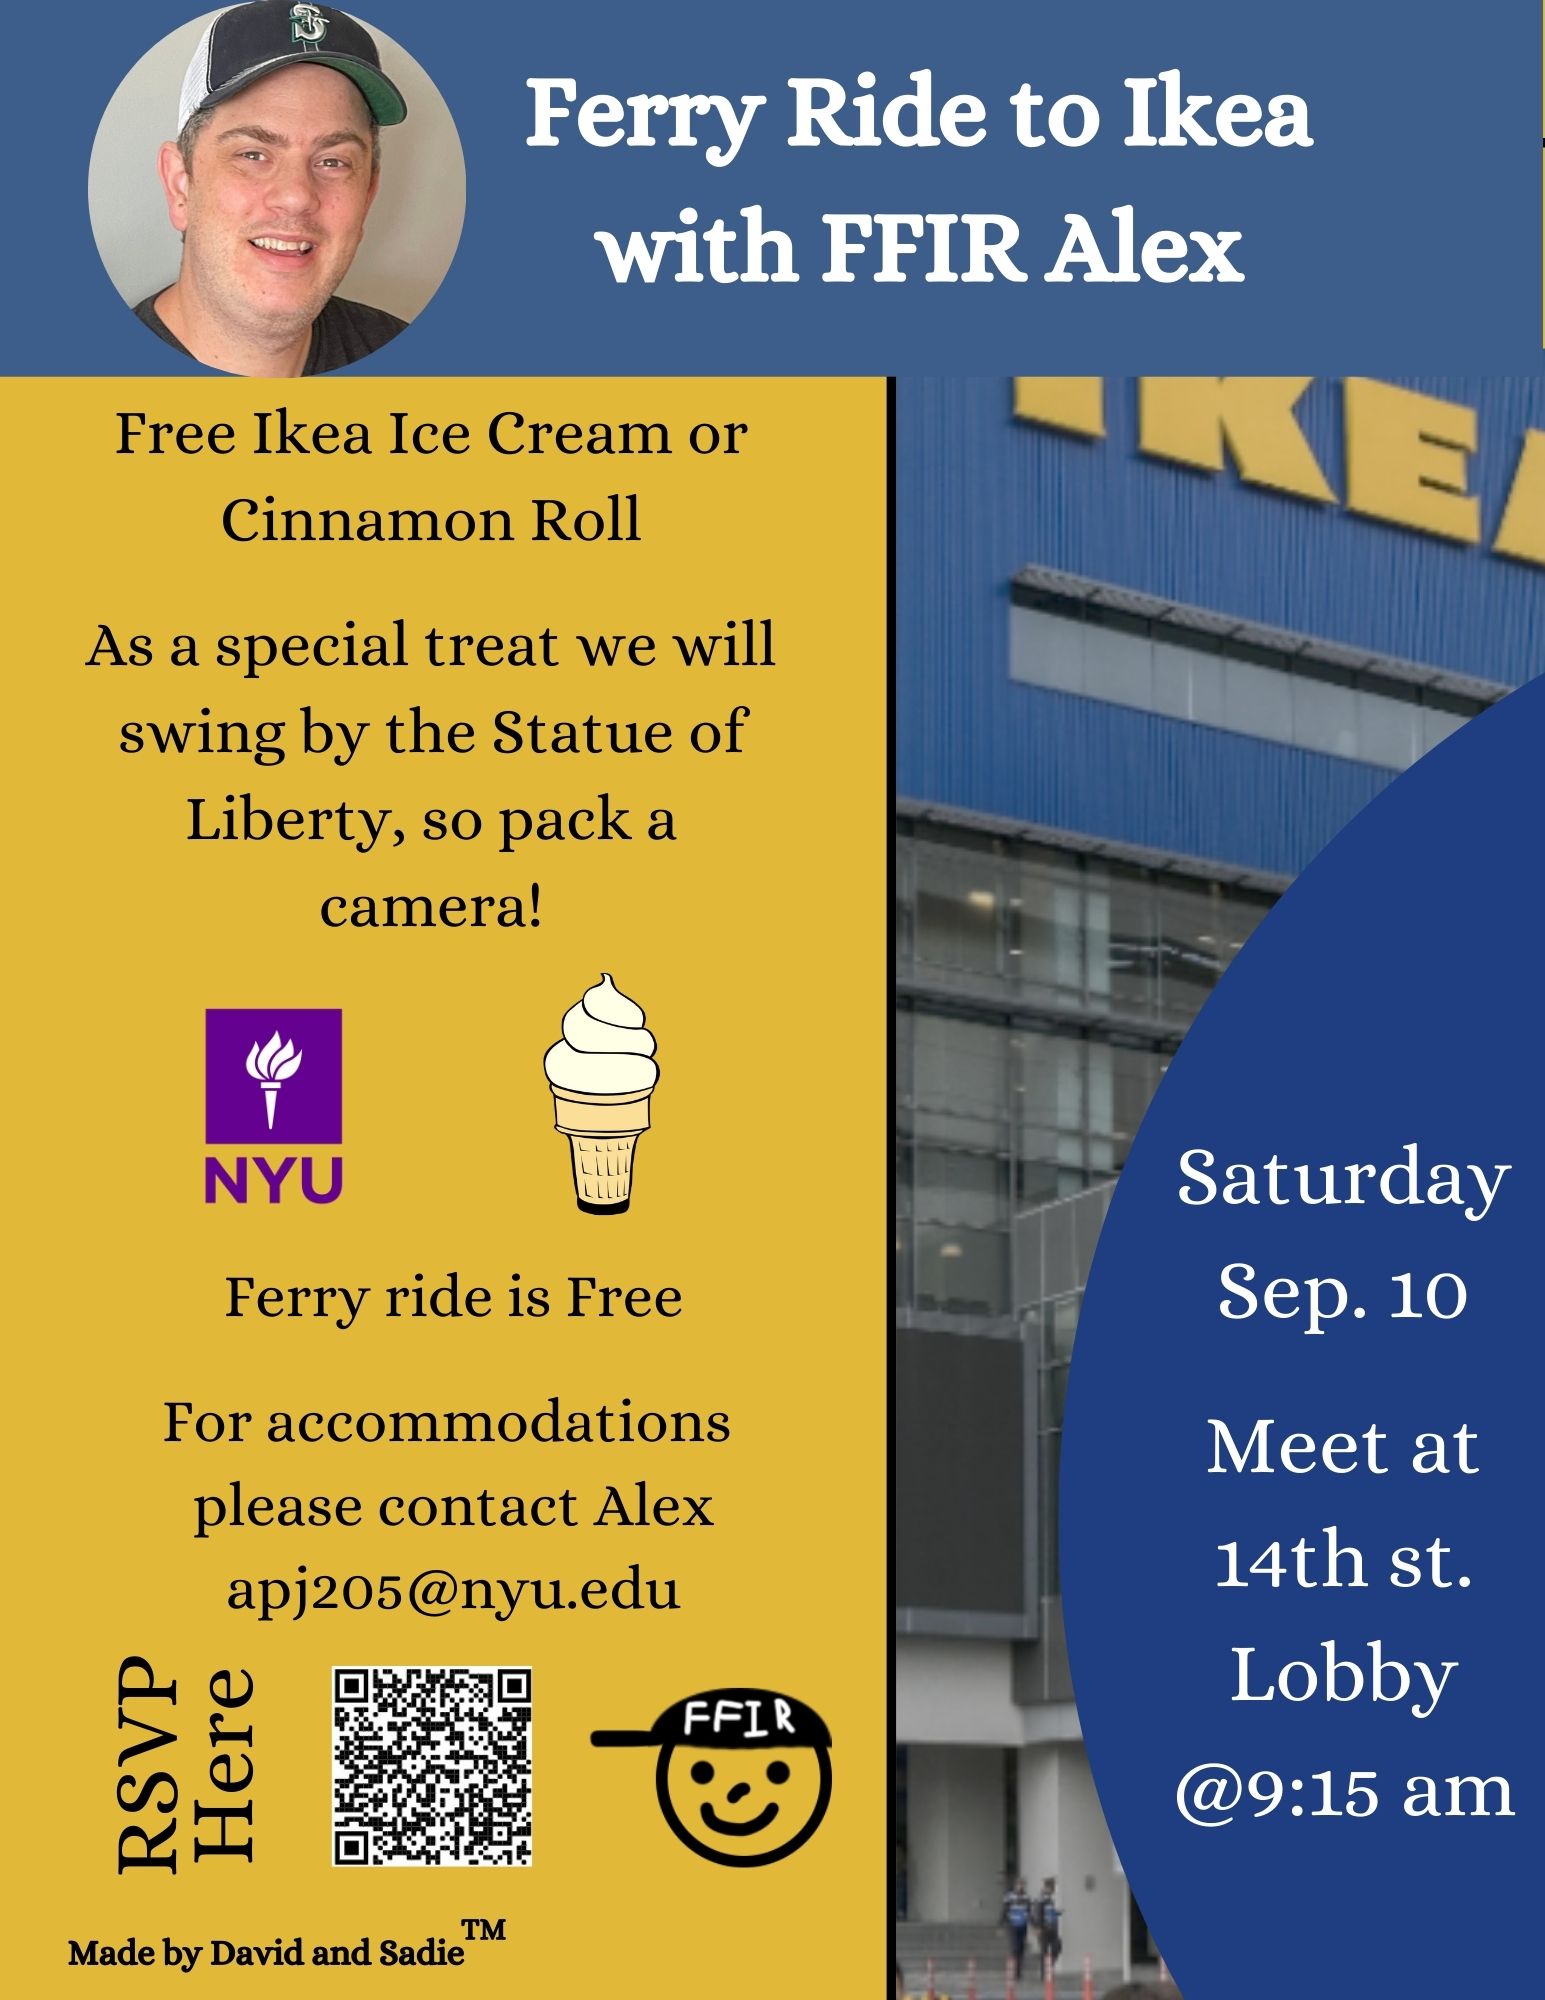 Ferry Ride to Ikea
with FFIR Alex
Free Ikea Ice Cream or
Cinnamon Roll
As a special treat we will
swing by the Statue of
Liberty, so pack a
camera!
NYU
Ferry ride is Free
For accommodations
please contact Alex
apj205@nyu.edu
RSVP
Here
FFIR
Made by David and Sadie™
IKEA
Saturday
Sep. 10
Meet at
14th st.
Lobby
@9:15 am
S